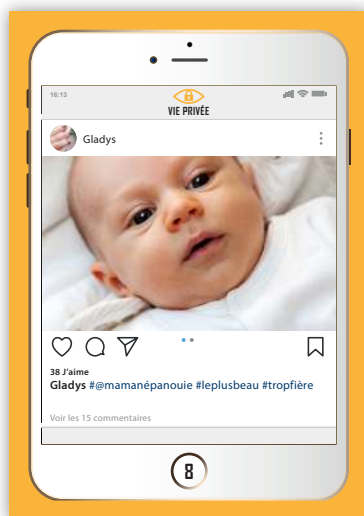 16:13
VIE PRIVÉE
Gladys
38 J'aime
Gladys #@mamanépanouie #leplusbeau #tropfière
Voir les 15 commentaires
8